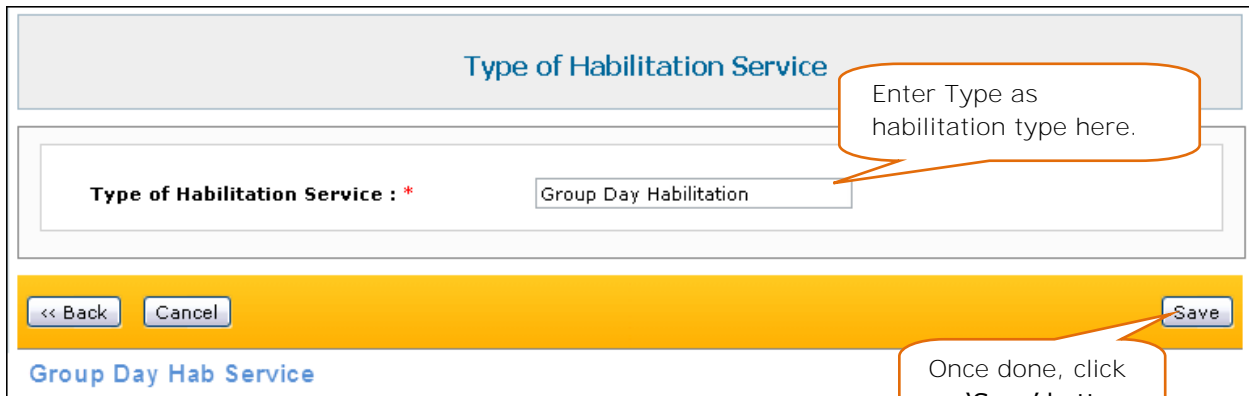 Type of Habilitation Service
Enter Type as
habilitation type here.
Type of Habilitation Service : *
Group Day Habilitation
<< Back
Cancel
Save
Group Day Hab Service
Once done, click